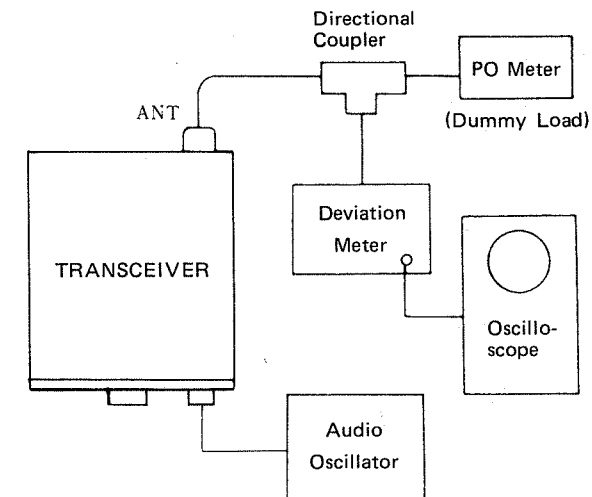 Directional
Coupler
PO Meter
(Dummy Load)
ANT
Deviation
Meter
TRANSCEIVER
Oscillo-
scope
Audio
Oscillator